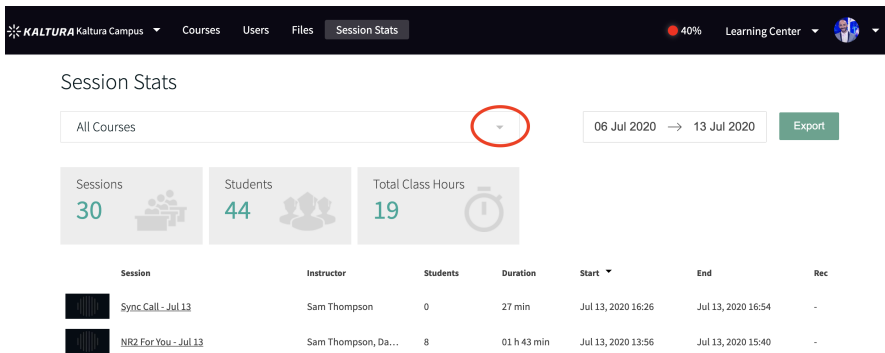 KALTURA Kaltura Campus Courses Users Files Session Stats 40% Learning Center
Session Stats
All Courses 06 Jul 2020 → 13 Jul 2020 Export
Sessions Students Total Class Hours
30 44 19
Session Instructor Students Duration Start End Rec
Sync Call - Jul 13 Sam Thompson 0 27 min Jul 13, 2020 16:26 Jul 13, 2020 16:54 -
NR2 For You - Jul 13 Sam Thompson, Da... 8 01 h 43 min Jul 13, 2020 13:56 Jul 13, 2020 15:40 -